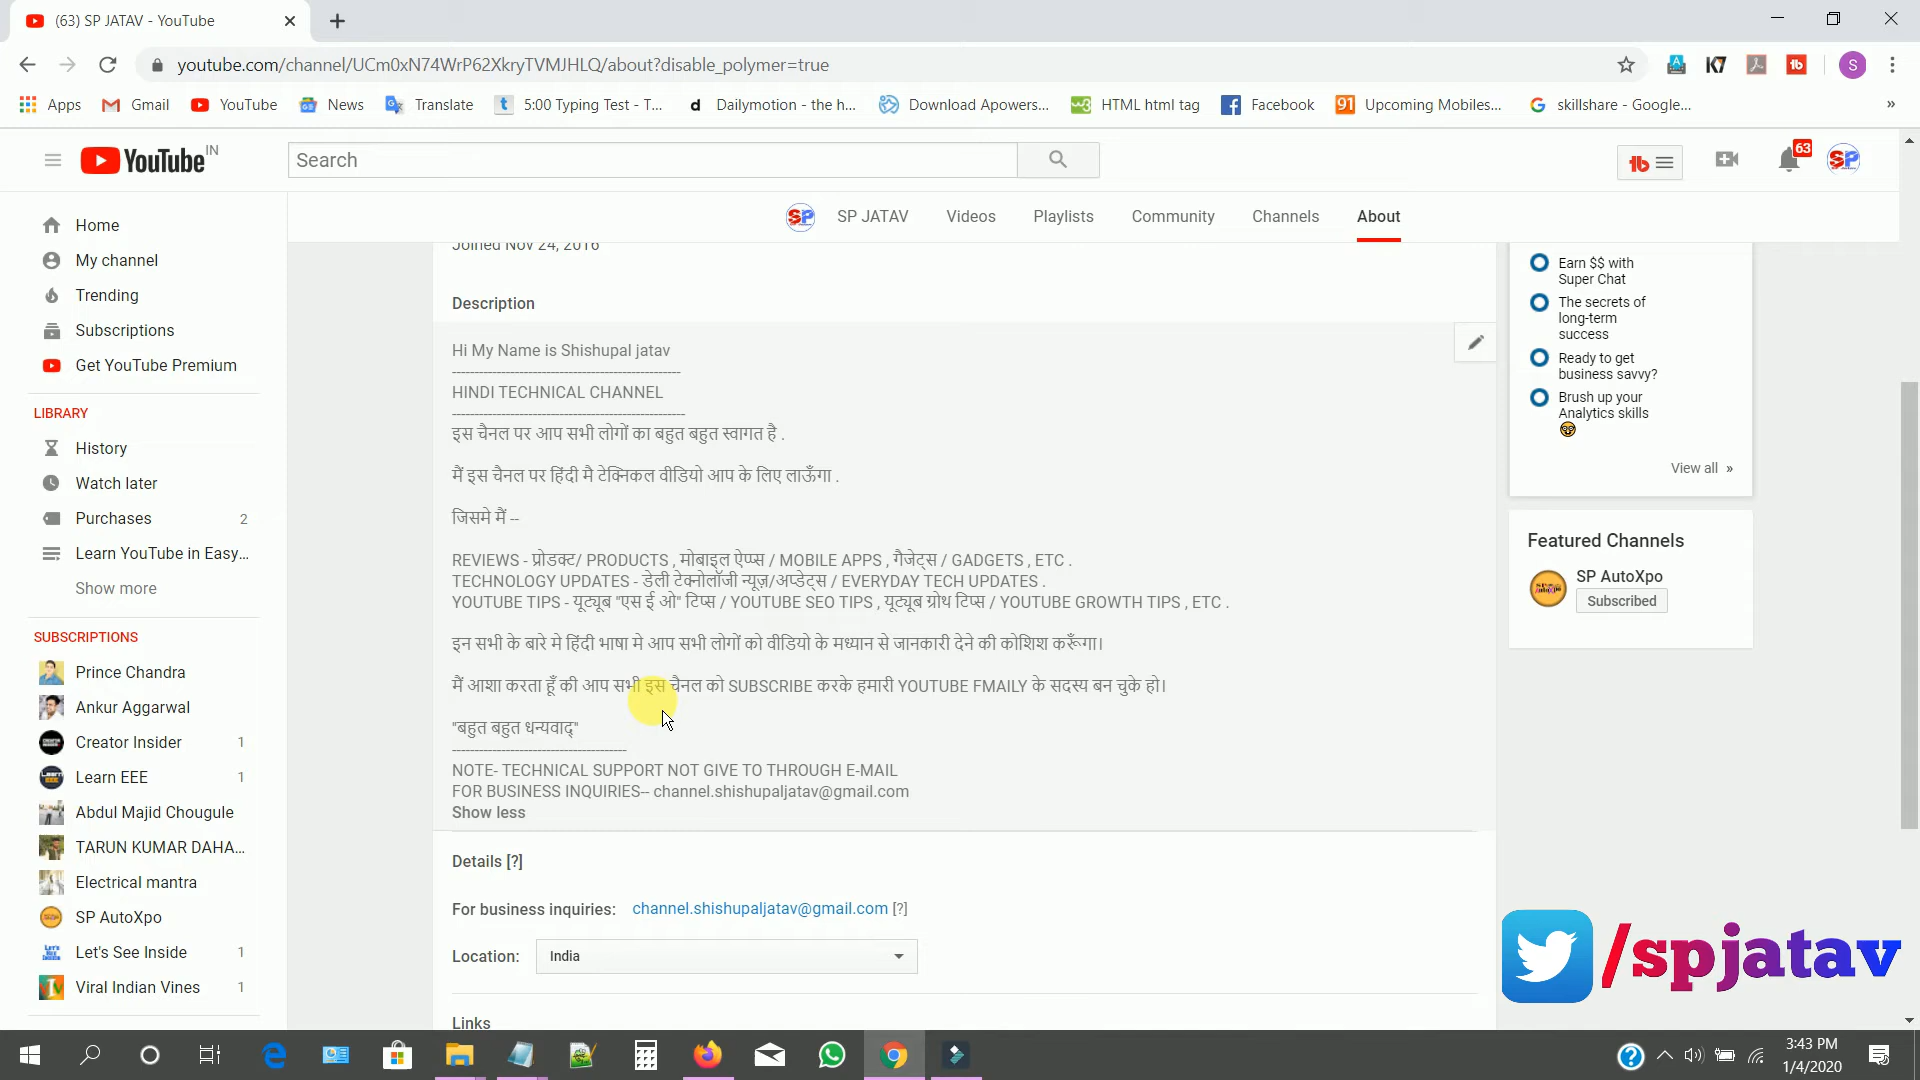 (63) SP JATAV - YouTube
youtube.com/channel/UCm0xN74WrP62XkryTVMJHLQ/about?disable_polymer=true
S
Apps
Gmail
YouTube
News
Translate
5:00 Typing Test - T...
Dailymotion - the h...
Download Apowers...
HTML html tag
Facebook
Upcoming Mobiles...
skillshare - Google...
YouTube IN
Search
63
SP
Home
My channel
Trending
Subscriptions
Get YouTube Premium
LIBRARY
History
Watch later
Purchases 2
Learn YouTube in Easy...
Show more
SUBSCRIPTIONS
Prince Chandra
Ankur Aggarwal
Creator Insider 1
Learn EEE 1
Abdul Majid Chougule
TARUN KUMAR DAHA...
Electrical mantra
SP AutoXpo
Let's See Inside 1
Viral Indian Vines 1
SP JATAV
Videos
Playlists
Community
Channels
About
Joined Nov 24, 2016
Description
Hi My Name is Shishupal jatav
--------------------------------------------------
HINDI TECHNICAL CHANNEL
---------------------------------------------------
इस चैनल पर आप सभी लोगों का बहुत बहुत स्वागत है .
मैं इस चैनल पर हिंदी मै टेक्निकल वीडियो आप के लिए लाऊँगा .
जिसमे मैं --
REVIEWS - प्रोडक्ट/ PRODUCTS , मोबाइल ऐप्प्स / MOBILE APPS , गैजेट्स / GADGETS , ETC .
TECHNOLOGY UPDATES - डेली टेक्नोलॉजी न्यूज़/अप्डेट्स / EVERYDAY TECH UPDATES .
YOUTUBE TIPS - यूट्यूब "एस ई ओ" टिप्स / YOUTUBE SEO TIPS , यूट्यूब ग्रोथ टिप्स / YOUTUBE GROWTH TIPS , ETC .
इन सभी के बारे मे हिंदी भाषा मे आप सभी लोगों को वीडियो के मध्यान से जानकारी देने की कोशिश करूँगा।
मैं आशा करता हूँ की आप सभी इस चैनल को SUBSCRIBE करके हमारी YOUTUBE FMAILY के सदस्य बन चुके हो।
"बहुत बहुत धन्यवाद्"
--------------------------------------
NOTE- TECHNICAL SUPPORT NOT GIVE TO THROUGH E-MAIL
FOR BUSINESS INQUIRIES-- channel.shishupaljatav@gmail.com
Show less
Details [?]
For business inquiries: channel.shishupaljatav@gmail.com [?]
Location: India
Links
Earn $$ with
Super Chat
The secrets of
long-term
success
Ready to get
business savvy?
Brush up your
Analytics skills
View all »
Featured Channels
SP AutoXpo
Subscribed
/spjatav
3:43 PM
1/4/2020